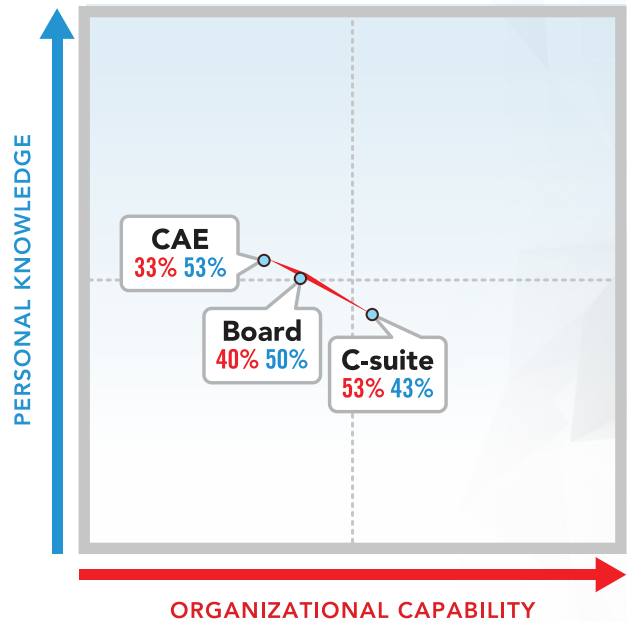 PERSONAL KNOWLEDGE
CAE
33% 53%
Board
40% 50%
C-suite
53% 43%
ORGANIZATIONAL CAPABILITY